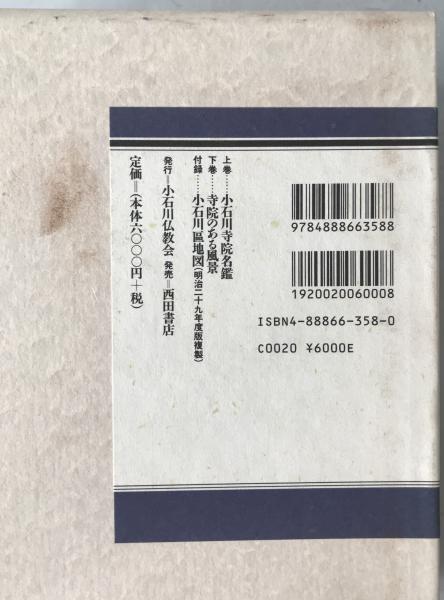 上巻……小石川寺院名鑑
下巻……寺院のある風景
付録……小石川區地図(明治二十九年度版複製)
発行=小石川仏教会 発売=西田書店
定価=(本体六〇〇〇円+税)
9784888663588
1920020060008
ISBN4-88866-358-0
C0020 ¥6000E